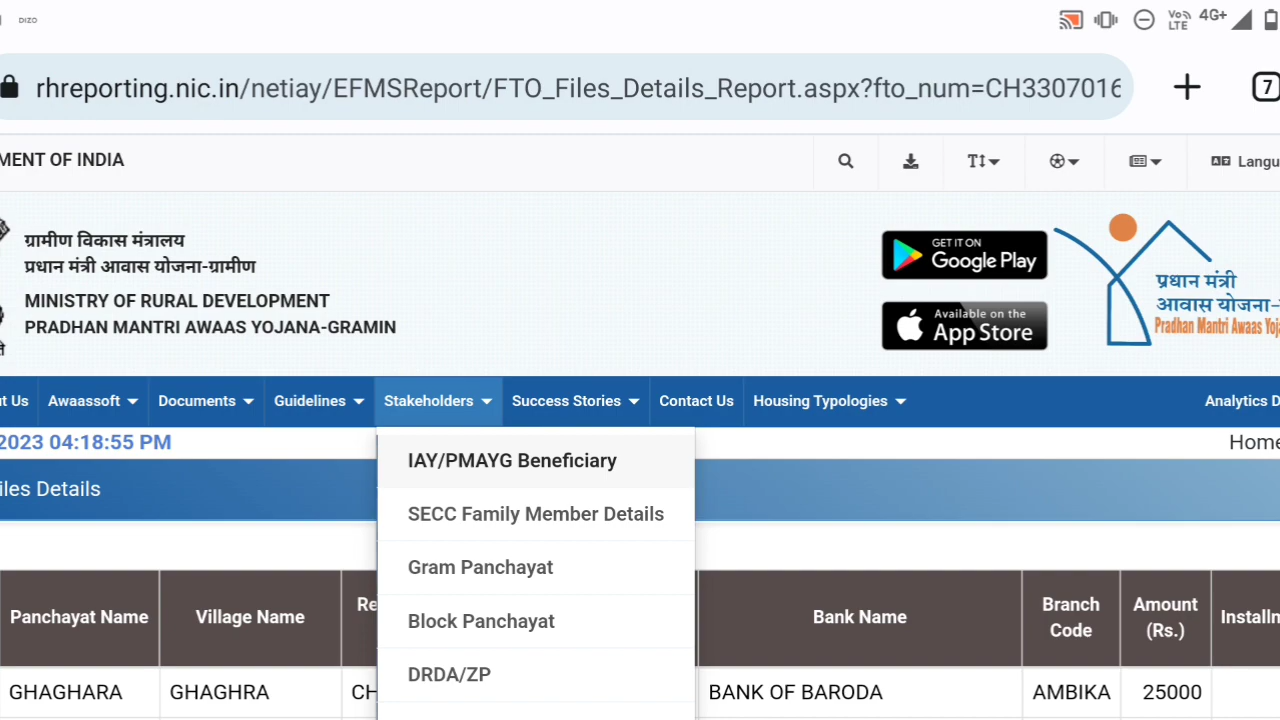 DIZO
Vo))
LTE
4G+
rhreporting.nic.in/netiay/EFMSReport/FTO_Files_Details_Report.aspx?fto_num=CH3307016
7
MENT OF INDIA
Langu
ग्रामीण विकास मंत्रालय
प्रधान मंत्री आवास योजना-ग्रामीण
MINISTRY OF RURAL DEVELOPMENT
PRADHAN MANTRI AWAAS YOJANA-GRAMIN
GET IT ON
Google Play
Available on the
App Store
प्रधान मंत्री
आवास योजना-
Pradhan Mantri Awaas Yoja
t Us
Awaassoft
Documents
Guidelines
Stakeholders
Success Stories
Contact Us
Housing Typologies
Analytics D
2023 04:18:55 PM
Home
iles Details
IAY/PMAYG Beneficiary
SECC Family Member Details
Gram Panchayat
Block Panchayat
DRDA/ZP
Panchayat Name
Village Name
Re
Bank Name
Branch
Code
Amount
(Rs.)
Installn
GHAGHARA
GHAGHRA
CH
BANK OF BARODA
AMBIKA
25000